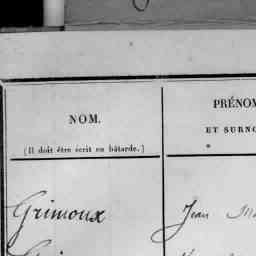 NOM.
PRÉNOM
ET SURNO
(Il doit être écrit en bâtarde.)
Grimoux
Jean